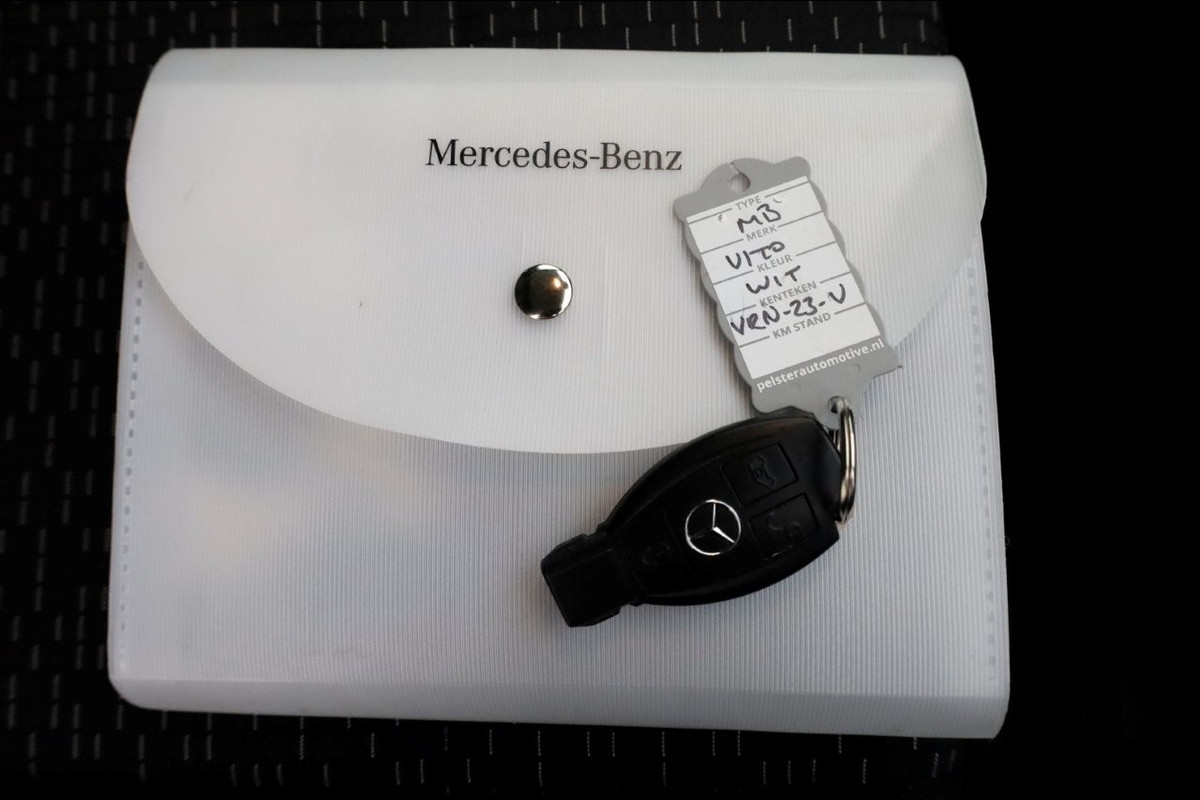 Mercedes-Benz
TYPE
MB
MERK
VITO
KLEUR
WIT
KENTEKEN
VRN-23-V
KM STAND
pelsterautomotive.nl